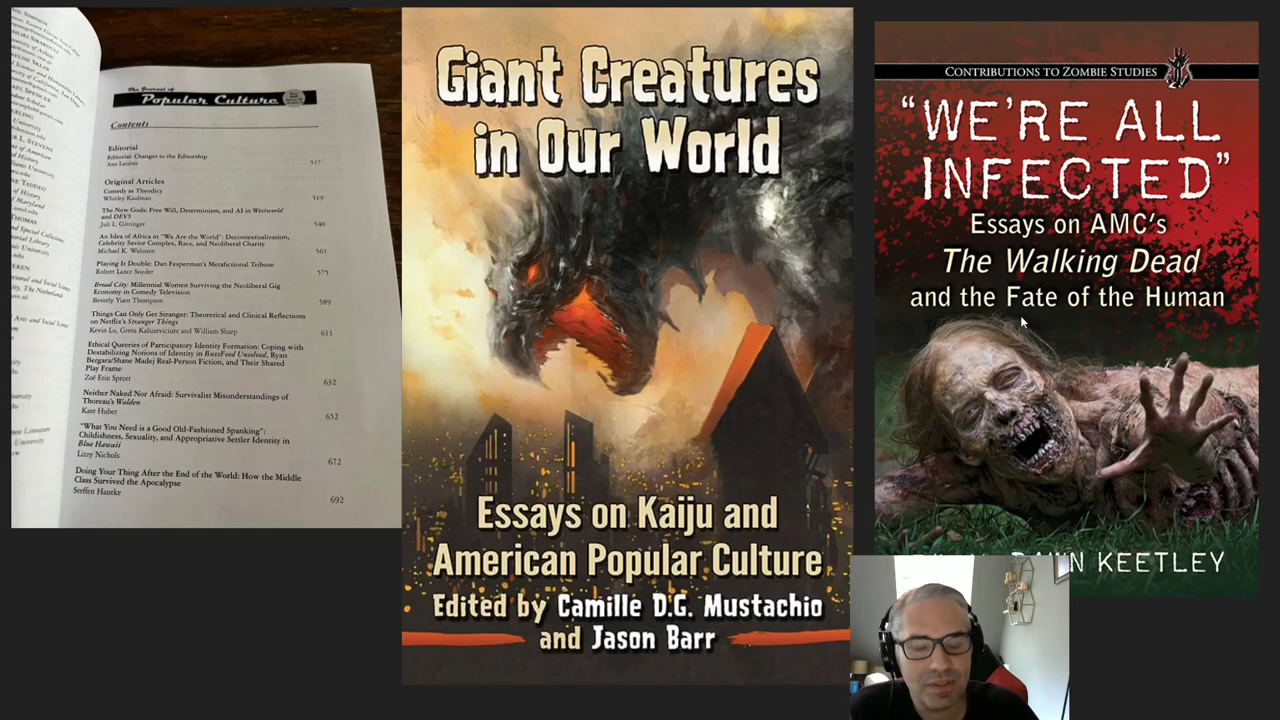 The Journal of
Popular Culture
Contents
Editorial
Editorial: Changes to the Editorship
Ann Larabee
517
Original Articles
Comedy as Theodicy
Whitley Kaufman
519
The New Gods: Free Will, Determinism, and AI in Westworld
and DEVS
Juli L. Gittinger
540
An Idea of Africa in "We Are the World": Decontextualization,
Celebrity Savior Complex, Race, and Neoliberal Charity
Michael K. Walonen
561
Playing It Double: Dan Fesperman's Metafictional Tribute
Robert Lance Snyder
575
Broad City: Millennial Women Surviving the Neoliberal Gig
Economy in Comedy Television
Beverly Yuen Thompson
589
Things Can Only Get Stranger: Theoretical and Clinical Reflections
on Netflix's Stranger Things
Kevin Lu, Greta Kaluzeviciute and William Sharp
611
Ethical Queeries of Participatory Identity Formation: Coping with
Destabilizing Notions of Identity in BuzzFeed Unsolved, Ryan
Bergara/Shane Madej Real-Person Fiction, and Their Shared
Play Frame
Zoë Erin Sprott
632
Neither Naked Nor Afraid: Survivalist Misunderstandings of
Thoreau's Walden
Kate Huber
652
"What You Need is a Good Old-Fashioned Spanking":
Childishness, Sexuality, and Appropriative Settler Identity in
Blue Hawaii
Lizzy Nichols
672
Doing Your Thing After the End of the World: How the Middle
Class Survived the Apocalypse
Steffen Hantke
692
Giant Creatures
in Our World
Essays on Kaiju and
American Popular Culture
Edited by Camille D.G. Mustachio
and Jason Barr
CONTRIBUTIONS TO ZOMBIE STUDIES
"WE'RE ALL
INFECTED"
Essays on AMC's
The Walking Dead
and the Fate of the Human
KEETLEY